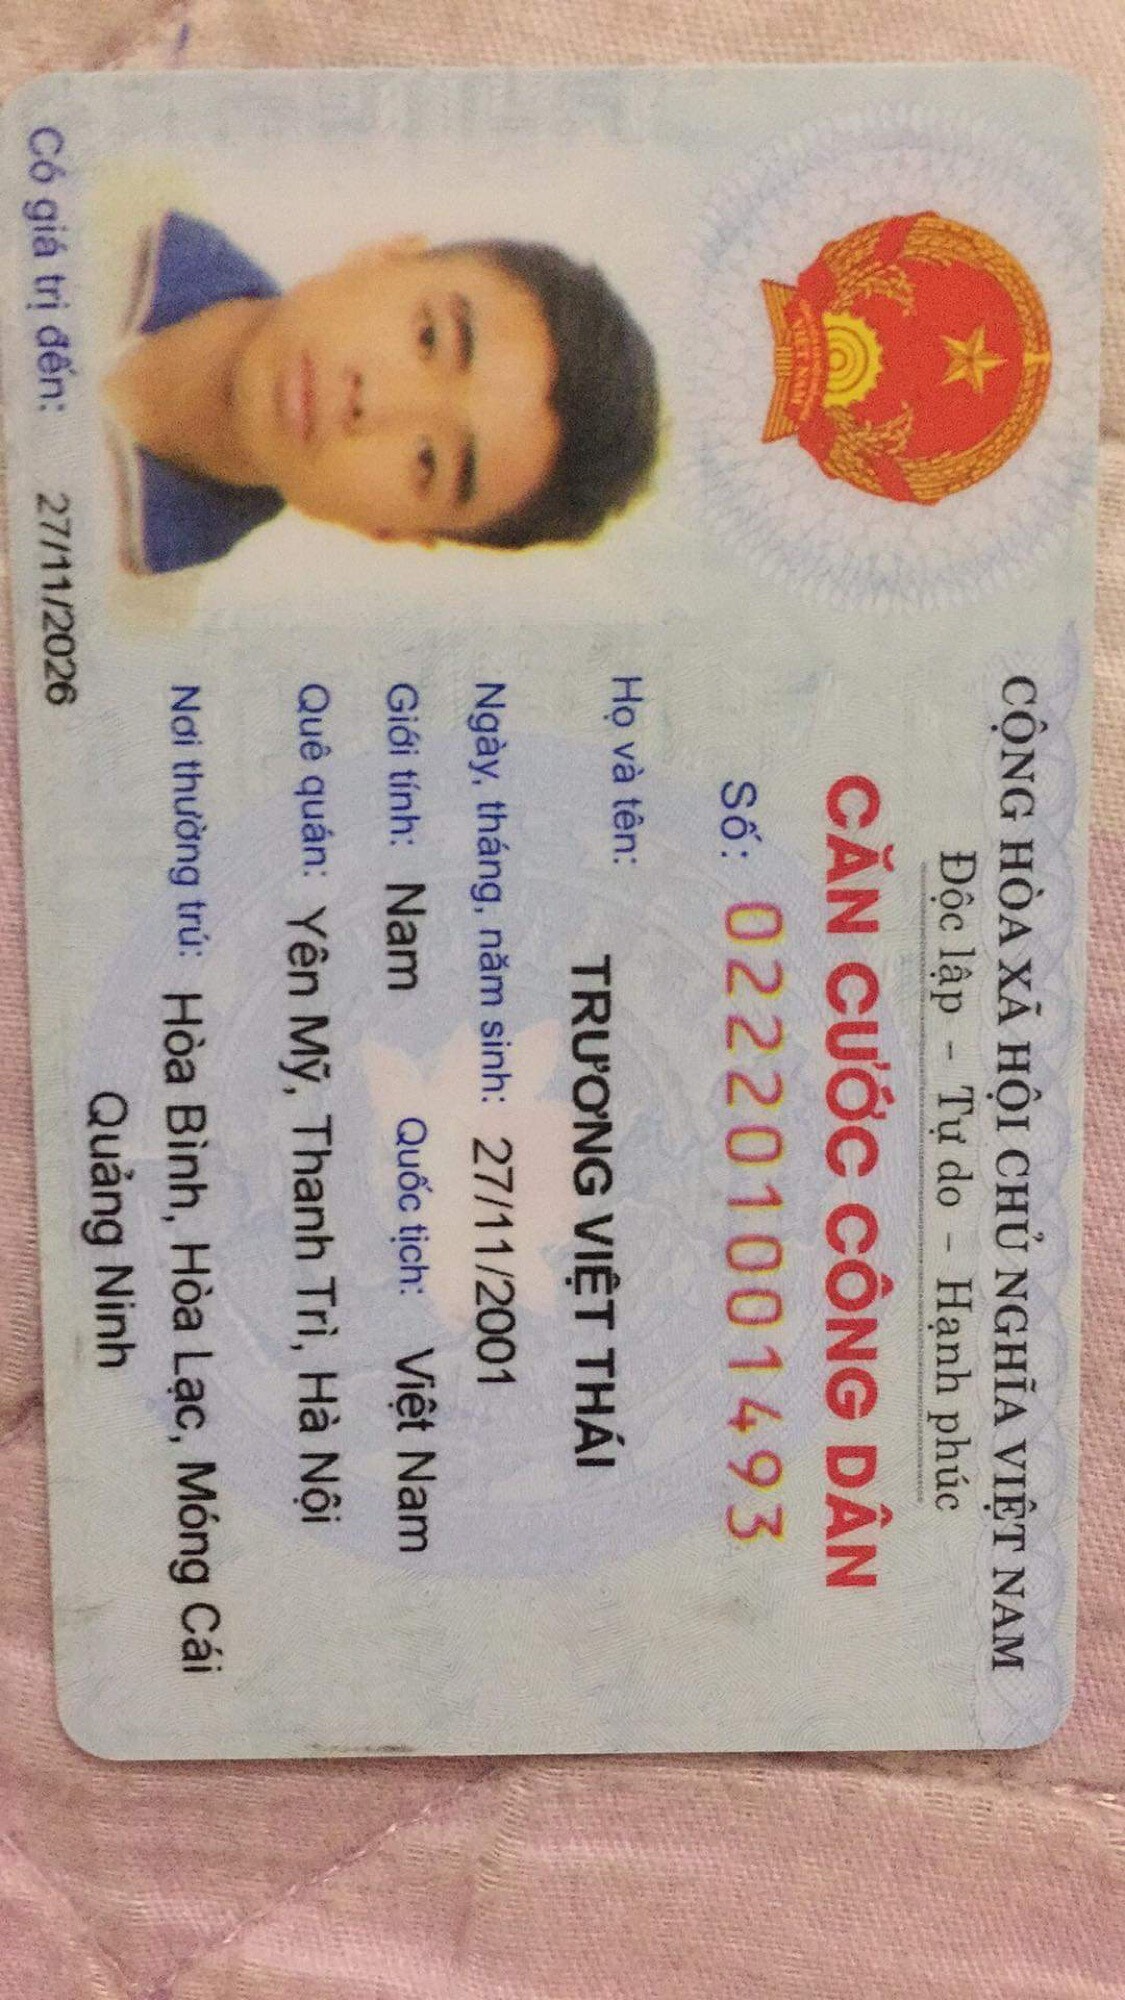 CỘNG HÒA XÃ HỘI CHỦ NGHĨA VIỆT NAM
Độc lập - Tự do - Hạnh phúc
CĂN CƯỚC CÔNG DÂN
Số: 022201001493
Họ và tên:
TRƯƠNG VIỆT THÁI
Ngày, tháng, năm sinh: 27/11/2001
Giới tính: Nam Quốc tịch: Việt Nam
Quê quán: Yên Mỹ, Thanh Trì, Hà Nội
Nơi thường trú: Hòa Bình, Hòa Lạc, Móng Cái
Quảng Ninh
Có giá trị đến: 27/11/2026
VIỆT NAM